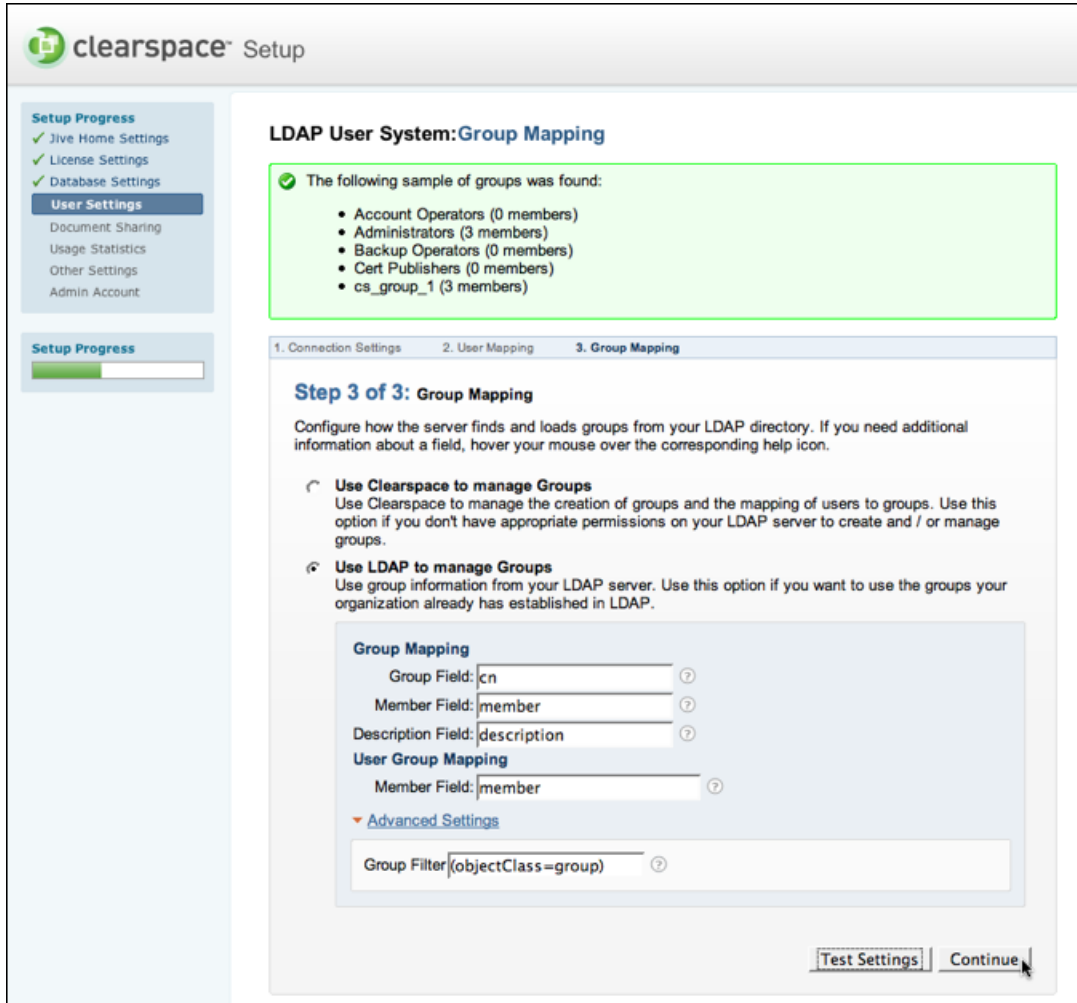 clearspace™ Setup
Setup Progress
Jive Home Settings
License Settings
Database Settings
User Settings
Document Sharing
Usage Statistics
Other Settings
Admin Account
Setup Progress
LDAP User System:Group Mapping
The following sample of groups was found:
• Account Operators (0 members)
• Administrators (3 members)
• Backup Operators (0 members)
• Cert Publishers (0 members)
• cs_group_1 (3 members)
1. Connection Settings 2. User Mapping 3. Group Mapping
Step 3 of 3: Group Mapping
Configure how the server finds and loads groups from your LDAP directory. If you need additional
information about a field, hover your mouse over the corresponding help icon.
Use Clearspace to manage Groups
Use Clearspace to manage the creation of groups and the mapping of users to groups. Use this
option if you don't have appropriate permissions on your LDAP server to create and / or manage
groups.
Use LDAP to manage Groups
Use group information from your LDAP server. Use this option if you want to use the groups your
organization already has established in LDAP.
Group Mapping
Group Field: cn ?
Member Field: member ?
Description Field: description ?
User Group Mapping
Member Field: member ?
Advanced Settings
Group Filter (objectClass=group) ?
Test Settings Continue